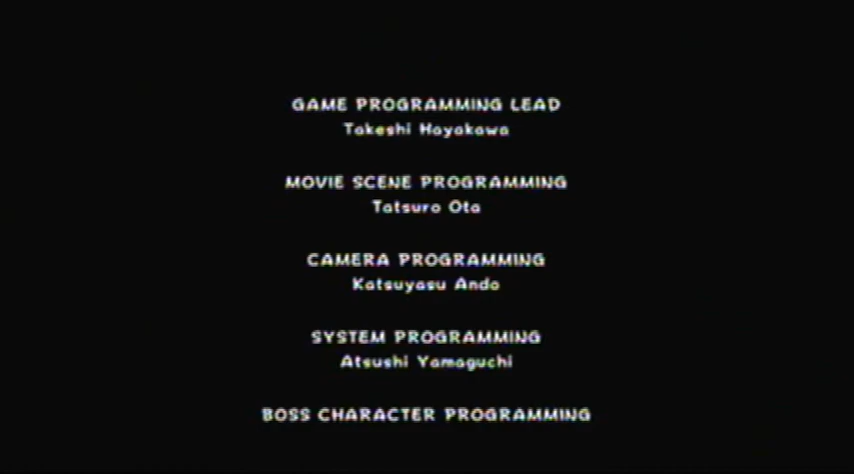 GAME PROGRAMMING LEAD
Takeshi Hayakawa
MOVIE SCENE PROGRAMMING
Tatsuro Ota
CAMERA PROGRAMMING
Katsuyasu Ando
SYSTEM PROGRAMMING
Atsushi Yamaguchi
BOSS CHARACTER PROGRAMMING